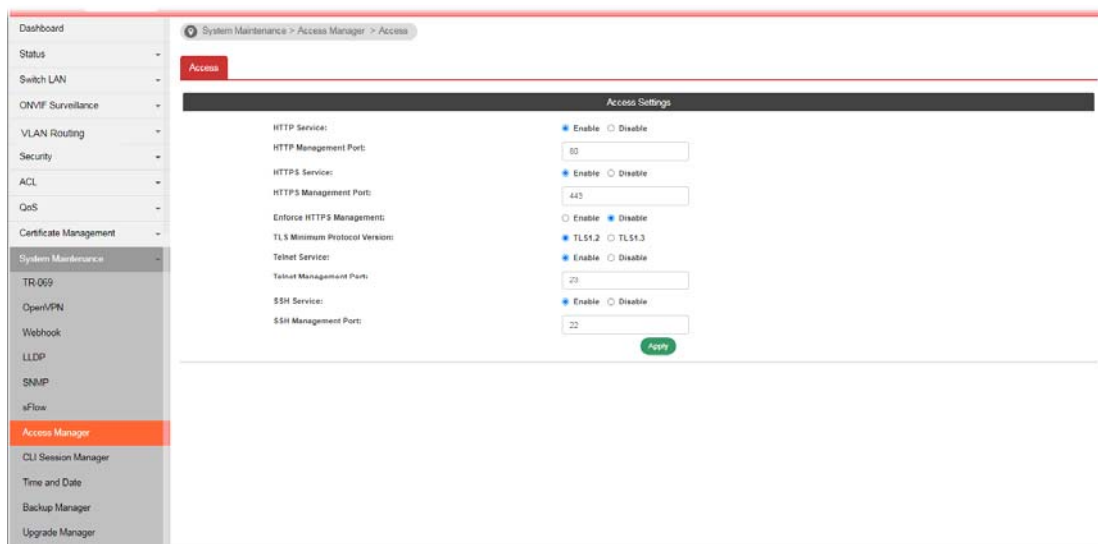 Dashboard
Status
Switch LAN
ONVIF Surveillance
VLAN Routing
Security
ACL
QoS
Certificate Management
System Maintenance
TR-069
OpenVPN
Webhook
LLDP
SNMP
sFlow
Access Manager
CLI Session Manager
Time and Date
Backup Manager
Upgrade Manager
System Maintenance > Access Manager > Access
Access
Access Settings
HTTP Service: Enable Disable
HTTP Management Port: 80
HTTPS Service: Enable Disable
HTTPS Management Port: 443
Enforce HTTPS Management: Enable Disable
TLS Minimum Protocol Version: TLS1.2 TLS1.3
Telnet Service: Enable Disable
Telnet Management Port: 23
SSH Service: Enable Disable
SSH Management Port: 22
Apply